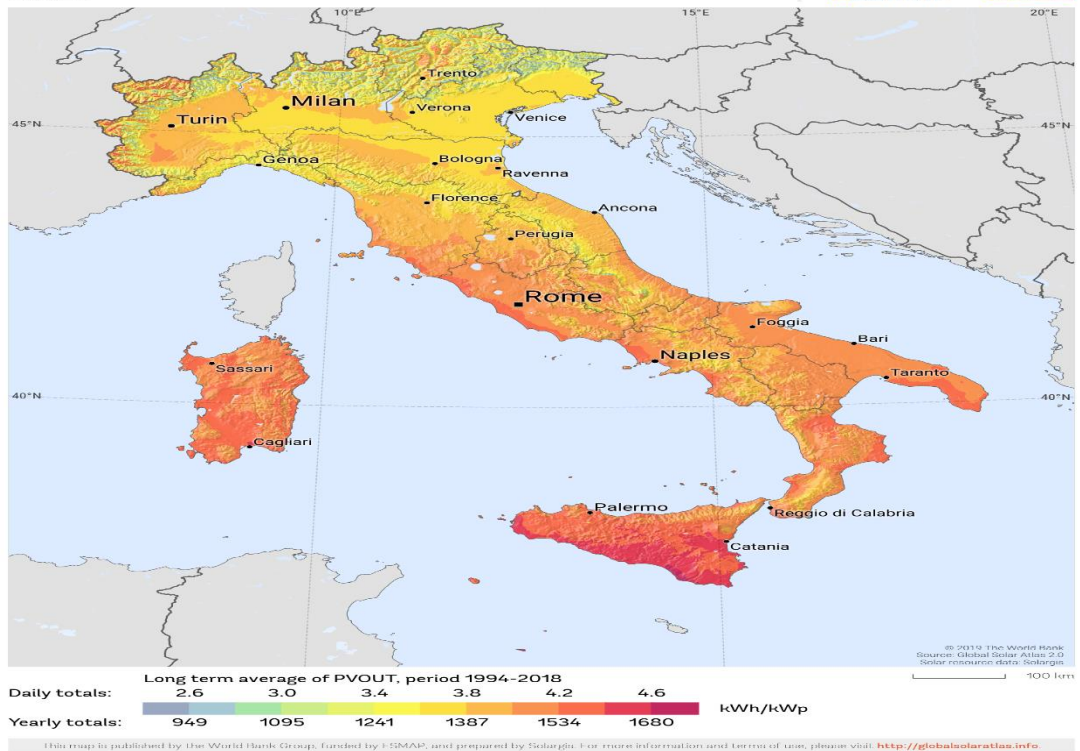 10°E
15°E
20°E
Trento
Milan
Verona
Venice
Turin
45°N
45°N
Genoa
Bologna
Ravenna
Florence
Ancona
Perugia
Rome
Foggia
Bari
Naples
Sassari
Taranto
40°N
40°N
Cagliari
Palermo
Reggio di Calabria
Catania
© 2019 The World Bank
Source: Global Solar Atlas 2.0
Solar resource data: Solargis
100 km
Long term average of PVOUT, period 1994-2018
Daily totals: 2.6 3.0 3.4 3.8 4.2 4.6
kWh/kWp
Yearly totals: 949 1095 1241 1387 1534 1680
This map is published by the World Bank Group, funded by ESMAP, and prepared by Solargis. For more information and terms of use, please visit http://globalsolaratlas.info.